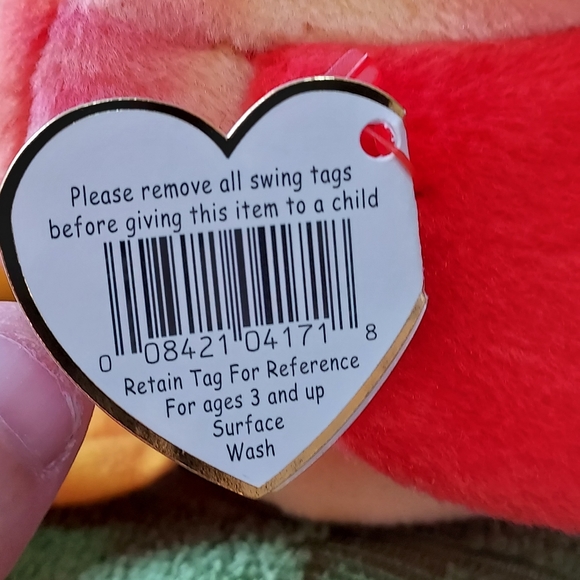 Please remove all swing tags
before giving this item to a child
0 08421 04171 8
Retain Tag For Reference
For ages 3 and up
Surface
Wash